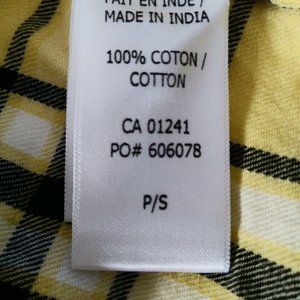 FAIT EN INDE /
MADE IN INDIA
100% COTON /
COTTON
CA 01241
PO# 606078
P/S